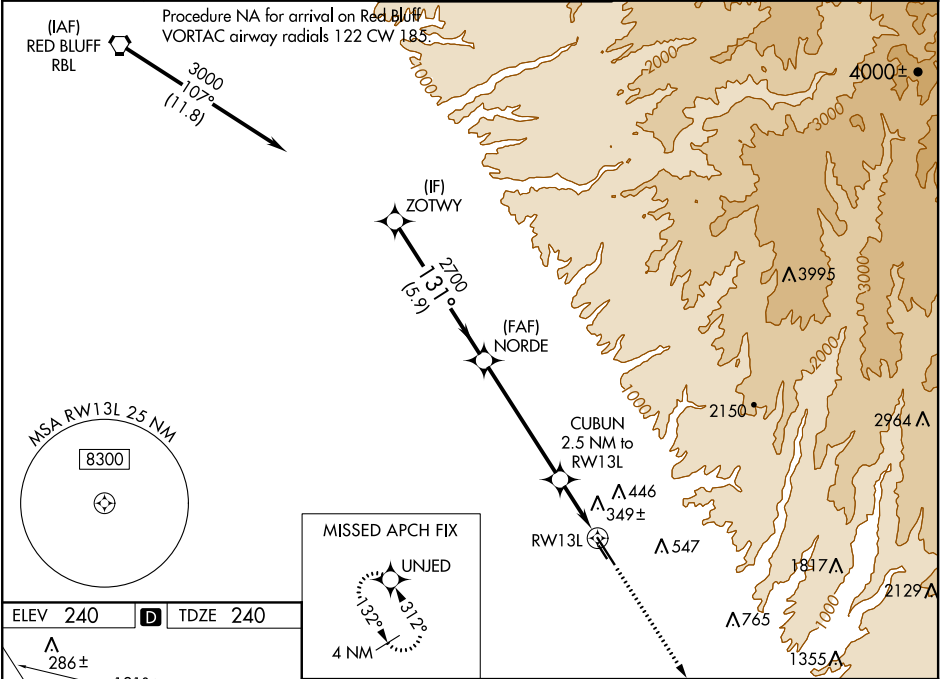 Procedure NA for arrival on Red Bluff
VORTAC airway radials 122 CW 185.
(IAF)
RED BLUFF
RBL
3000
107°
(11.8)
1000
2000
4000±
3000
(IF)
ZOTWY
2700
131°
(5.9)
3995
3000
(FAF)
NORDE
2000
1000
2150
2964
MSA RW13L 25 NM
8300
CUBUN
2.5 NM to
RW13L
446
349±
RW13L
547
MISSED APCH FIX
UNJED
132°
312°
4 NM
1817
2129
765
1000
1355
ELEV 240 D TDZE 240
286±